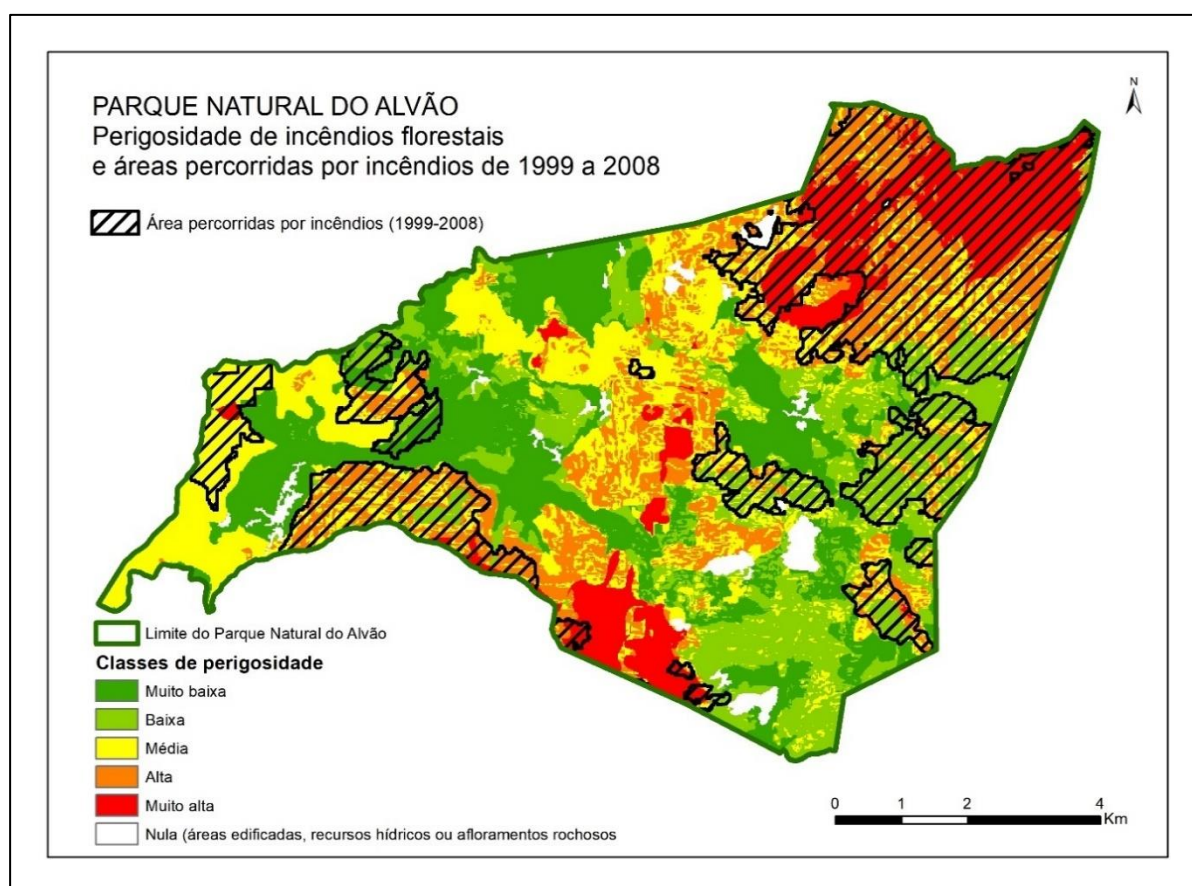 PARQUE NATURAL DO ALVÃO
Perigosidade de incêndios florestais
e áreas percorridas por incêndios de 1999 a 2008
N
Área percorridas por incêndios (1999-2008)
Limite do Parque Natural do Alvão
Classes de perigosidade
Muito baixa
Baixa
Média
Alta
Muito alta
Nula (áreas edificadas, recursos hídricos ou afloramentos rochosos
0 1 2 4
Km